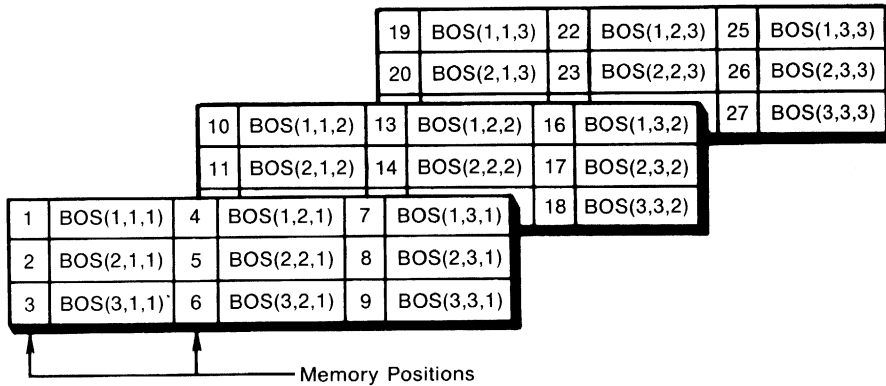 19 BOS(1,1,3) 22 BOS(1,2,3) 25 BOS(1,3,3)
20 BOS(2,1,3) 23 BOS(2,2,3) 26 BOS(2,3,3)
27 BOS(3,3,3)
10 BOS(1,1,2) 13 BOS(1,2,2) 16 BOS(1,3,2)
11 BOS(2,1,2) 14 BOS(2,2,2) 17 BOS(2,3,2)
18 BOS(3,3,2)
1 BOS(1,1,1) 4 BOS(1,2,1) 7 BOS(1,3,1)
2 BOS(2,1,1) 5 BOS(2,2,1) 8 BOS(2,3,1)
3 BOS(3,1,1) 6 BOS(3,2,1) 9 BOS(3,3,1)
Memory Positions